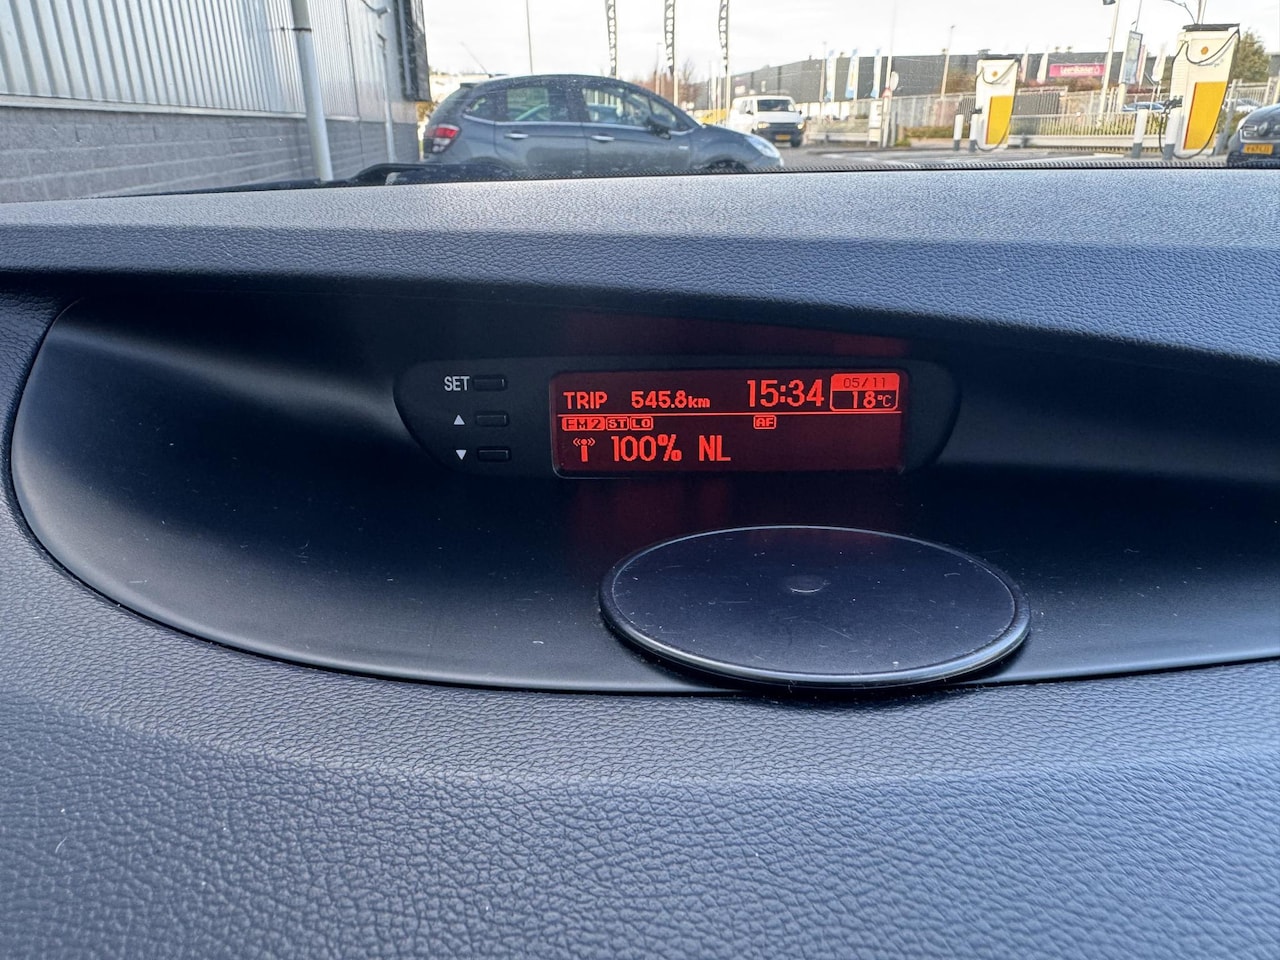 SET
TRIP 545.8km 15:34 05/11
18°C
FM2 ST LO AF
100% NL